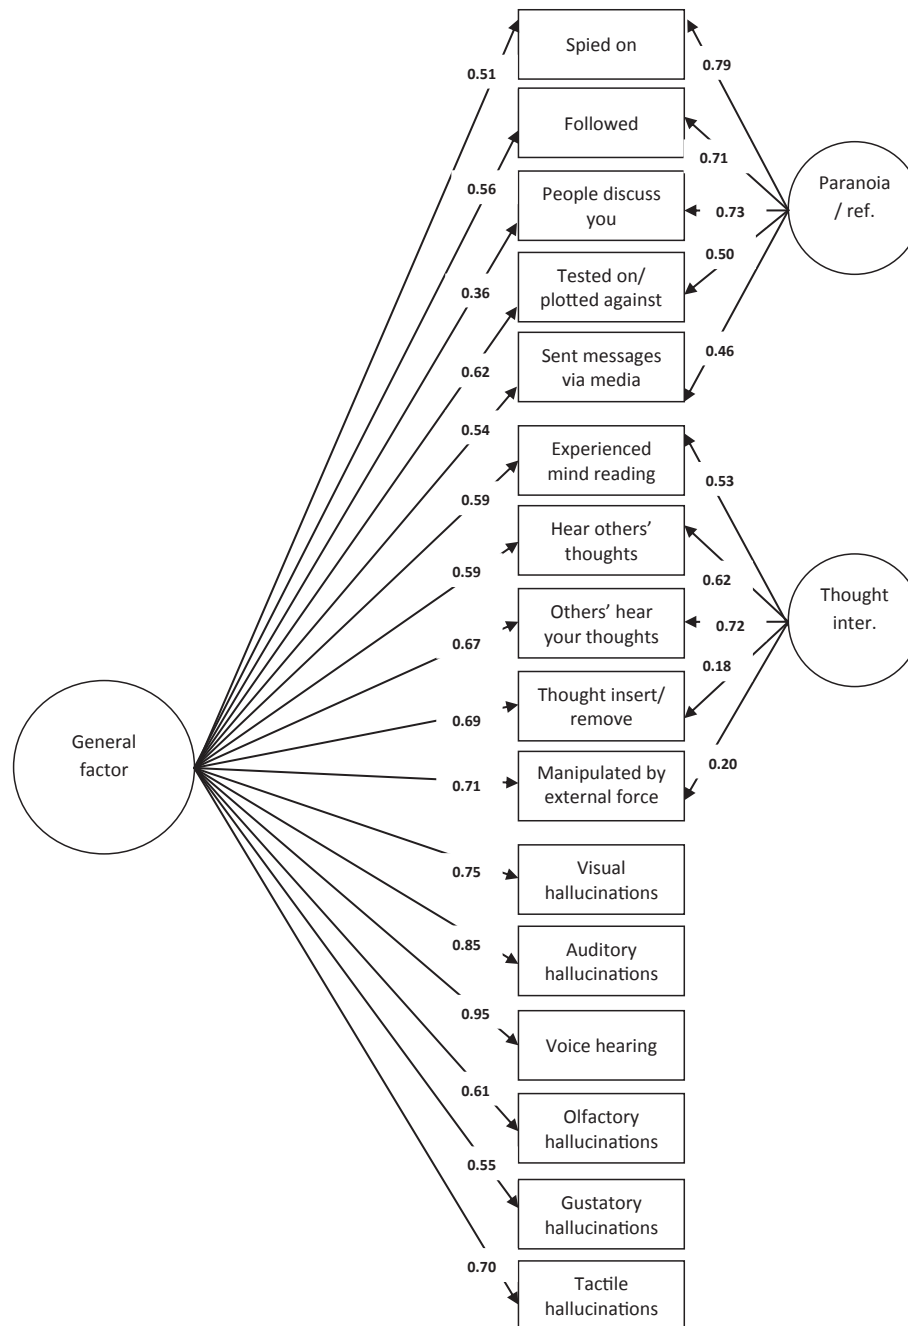 Spied on
0.51
0.79
Followed
0.71
0.56
People discuss
you
0.73
Paranoia
/ ref.
0.50
0.36
Tested on/
plotted against
0.62
0.46
Sent messages
via media
0.54
Experienced
mind reading
0.53
0.59
Hear others’
thoughts
0.62
0.59
Others’ hear
your thoughts
0.72
Thought
inter.
0.67
0.18
Thought insert/
remove
0.69
General
factor
0.20
Manipulated by
external force
0.71
Visual
hallucinations
0.75
Auditory
hallucinations
0.85
0.95
Voice hearing
0.61
Olfactory
hallucinations
0.55
Gustatory
hallucinations
0.70
Tactile
hallucinations